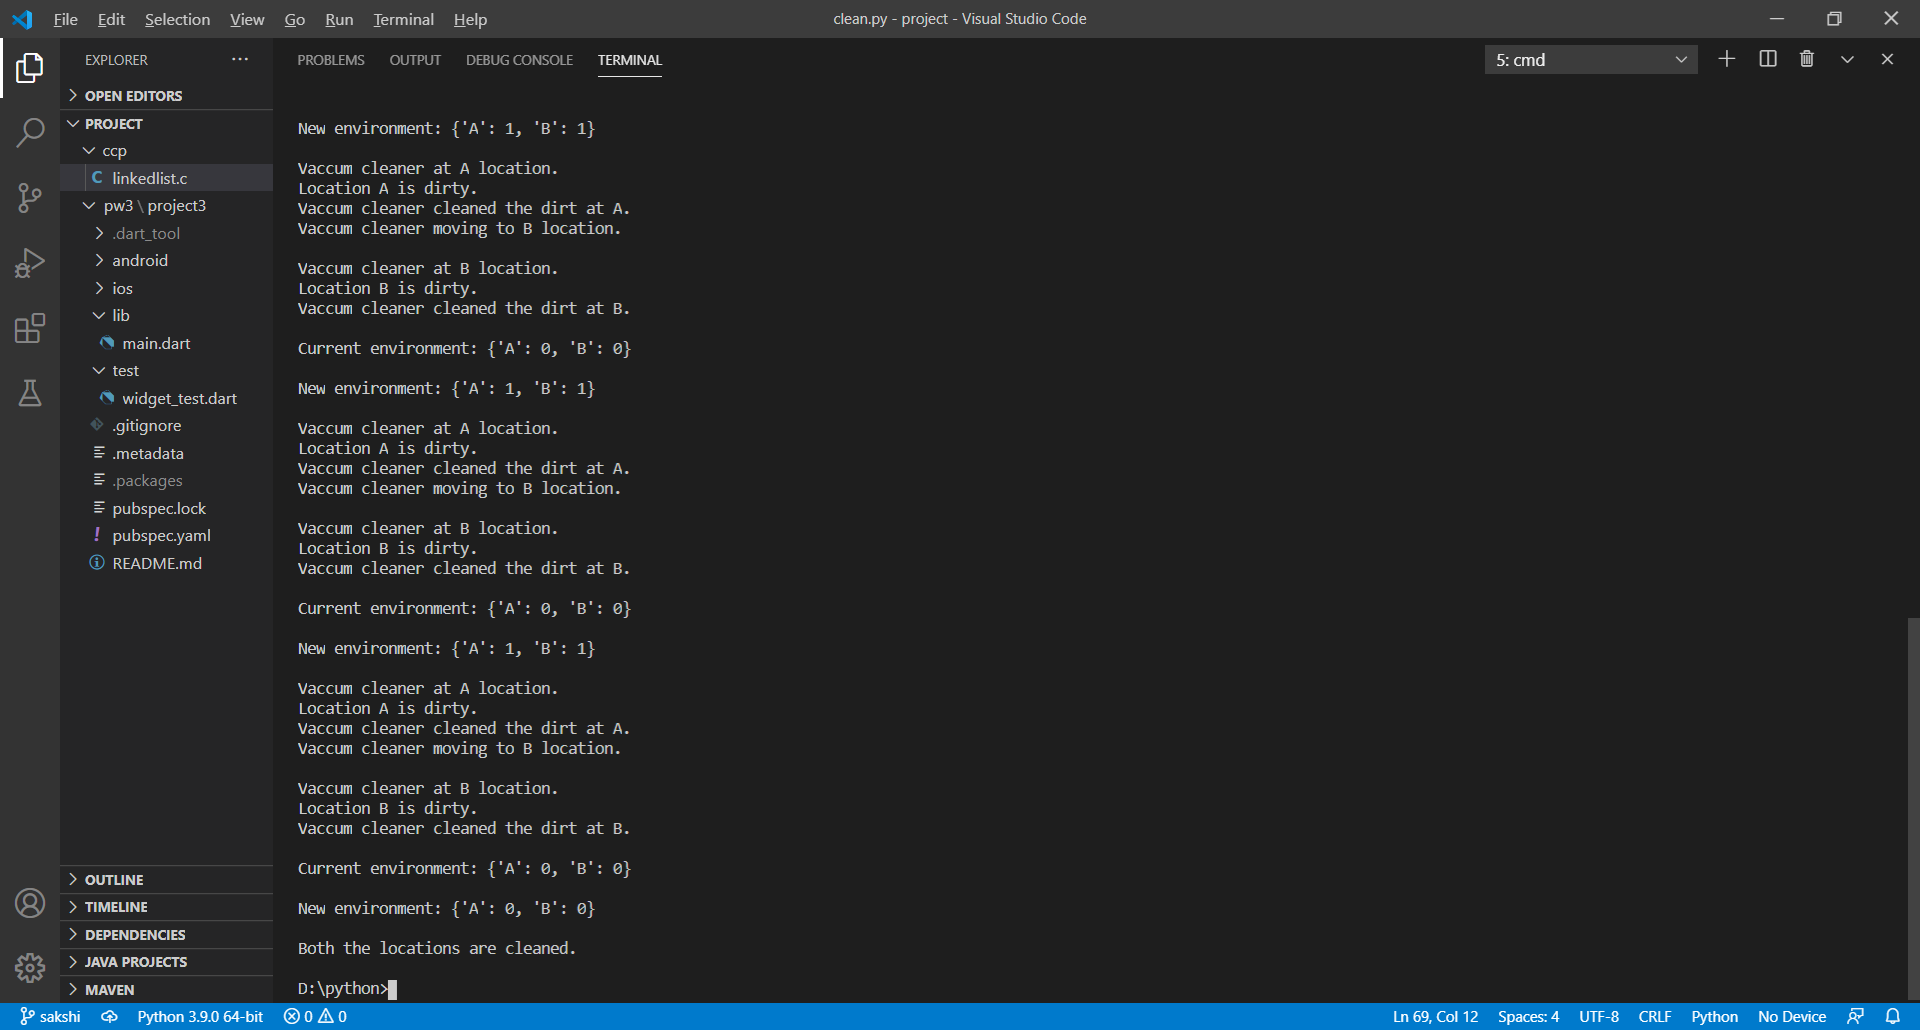 File Edit Selection View Go Run Terminal Help
clean.py - project - Visual Studio Code
EXPLORER
OPEN EDITORS
PROJECT
ccp
C linkedlist.c
pw3 \ project3
.dart_tool
android
ios
lib
main.dart
test
widget_test.dart
.gitignore
.metadata
.packages
pubspec.lock
! pubspec.yaml
README.md
OUTLINE
TIMELINE
DEPENDENCIES
JAVA PROJECTS
MAVEN
PROBLEMS OUTPUT DEBUG CONSOLE TERMINAL
5: cmd
New environment: {'A': 1, 'B': 1}
Vaccum cleaner at A location.
Location A is dirty.
Vaccum cleaner cleaned the dirt at A.
Vaccum cleaner moving to B location.
Vaccum cleaner at B location.
Location B is dirty.
Vaccum cleaner cleaned the dirt at B.
Current environment: {'A': 0, 'B': 0}
New environment: {'A': 1, 'B': 1}
Vaccum cleaner at A location.
Location A is dirty.
Vaccum cleaner cleaned the dirt at A.
Vaccum cleaner moving to B location.
Vaccum cleaner at B location.
Location B is dirty.
Vaccum cleaner cleaned the dirt at B.
Current environment: {'A': 0, 'B': 0}
New environment: {'A': 1, 'B': 1}
Vaccum cleaner at A location.
Location A is dirty.
Vaccum cleaner cleaned the dirt at A.
Vaccum cleaner moving to B location.
Vaccum cleaner at B location.
Location B is dirty.
Vaccum cleaner cleaned the dirt at B.
Current environment: {'A': 0, 'B': 0}
New environment: {'A': 0, 'B': 0}
Both the locations are cleaned.
D:\python>
sakshi Python 3.9.0 64-bit 0 0
Ln 69, Col 12 Spaces: 4 UTF-8 CRLF Python No Device